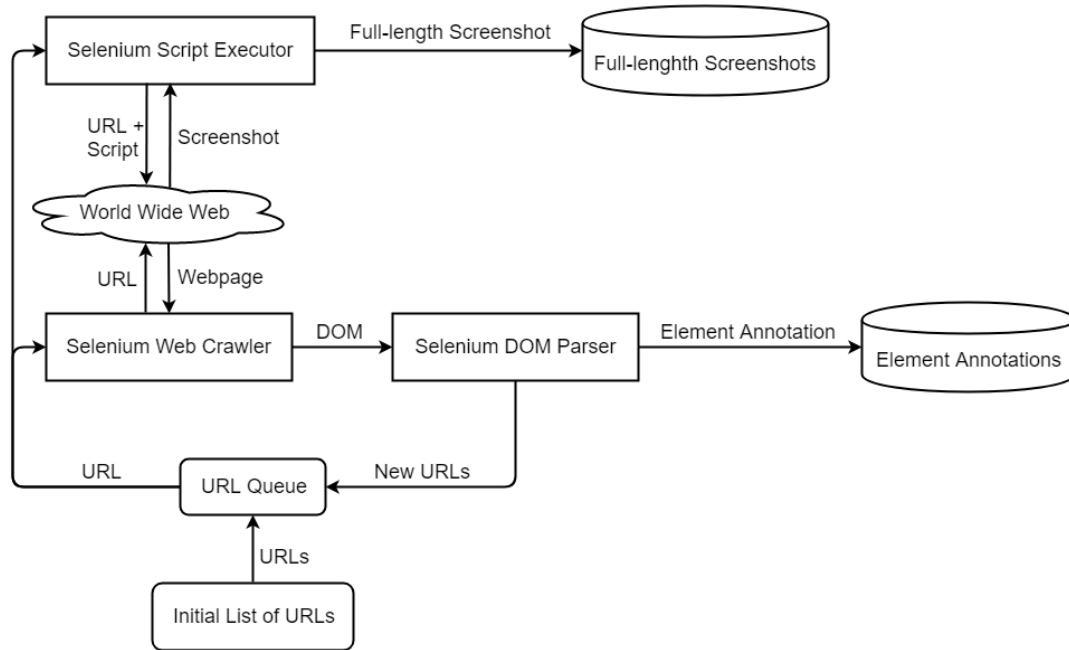 Full-length Screenshot
Selenium Script Executor
Full-lenghth Screenshots
URL +
Script
Screenshot
World Wide Web
URL
Webpage
Selenium Web Crawler
DOM
Selenium DOM Parser
Element Annotation
Element Annotations
URL
New URLs
URL Queue
URLs
Initial List of URLs